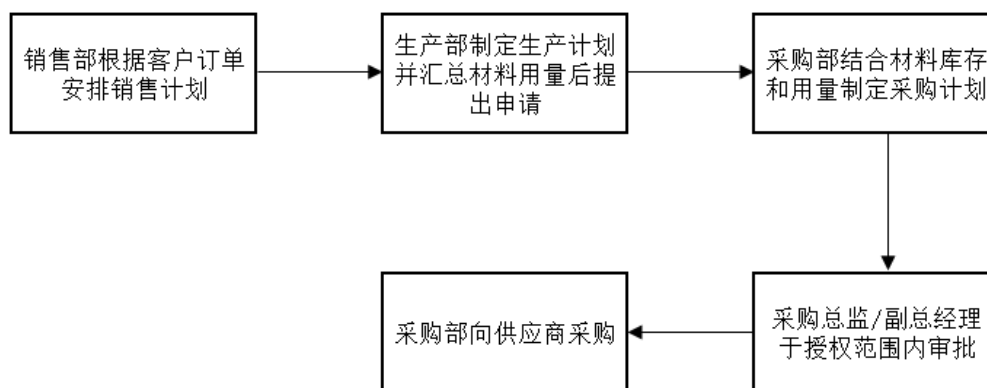 销售部根据客户订单
安排销售计划
生产部制定生产计划
并汇总材料用量后提
出申请
采购部结合材料库存
和用量制定采购计划
采购总监/副总经理
于授权范围内审批
采购部向供应商采购